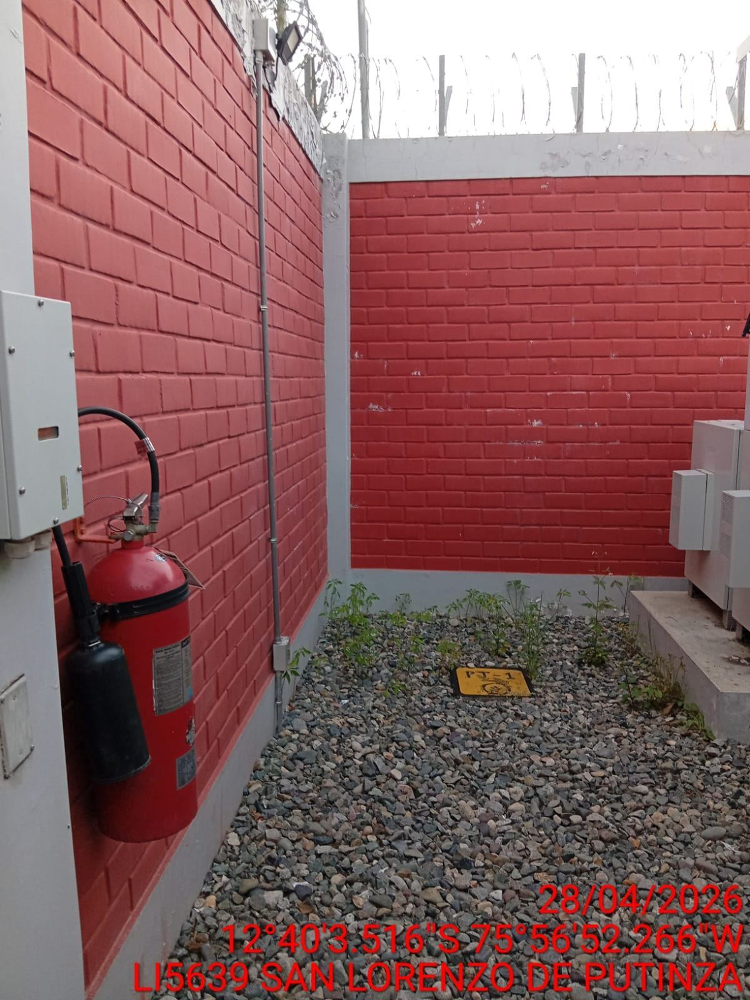 PT-1
28/04/2026
12°40'3.516"S 75°56'52.266"W
LI5639 SAN LORENZO DE PUTINZA